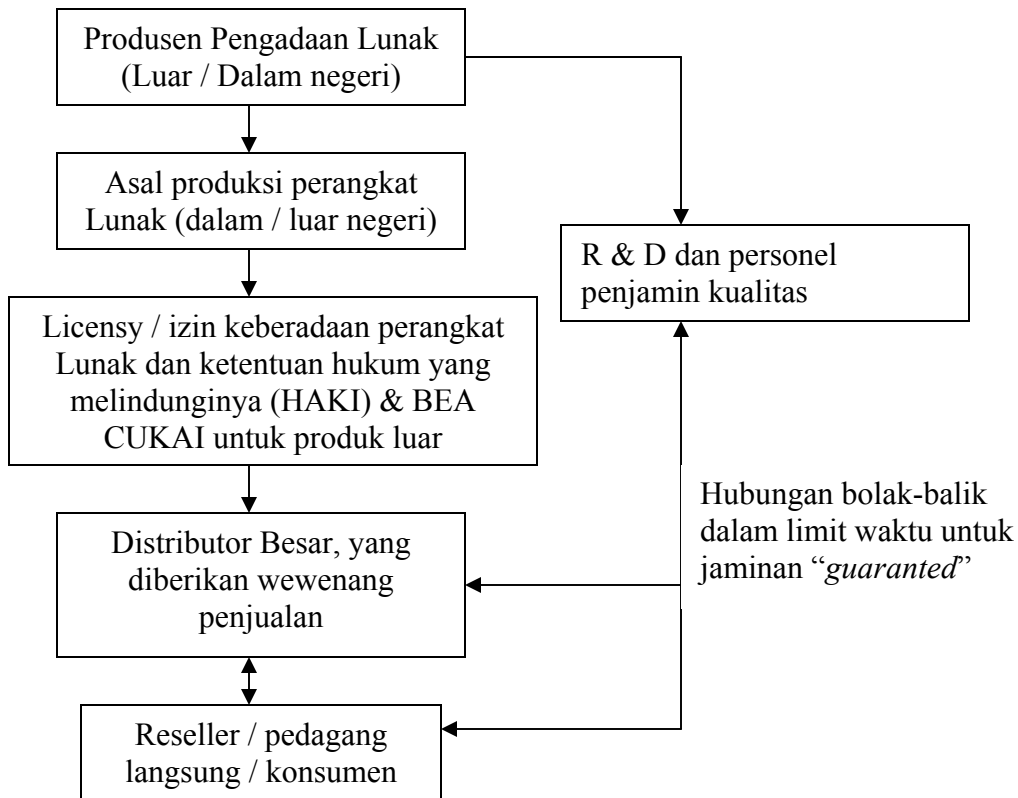 Produsen Pengadaan Lunak
(Luar / Dalam negeri)
Asal produksi perangkat
Lunak (dalam / luar negeri)
R & D dan personel
penjamin kualitas
Licensy / izin keberadaan perangkat
Lunak dan ketentuan hukum yang
melindunginya (HAKI) & BEA
CUKAI untuk produk luar
Hubungan bolak-balik
dalam limit waktu untuk
jaminan “guaranted”
Distributor Besar, yang
diberikan wewenang
penjualan
Reseller / pedagang
langsung / konsumen